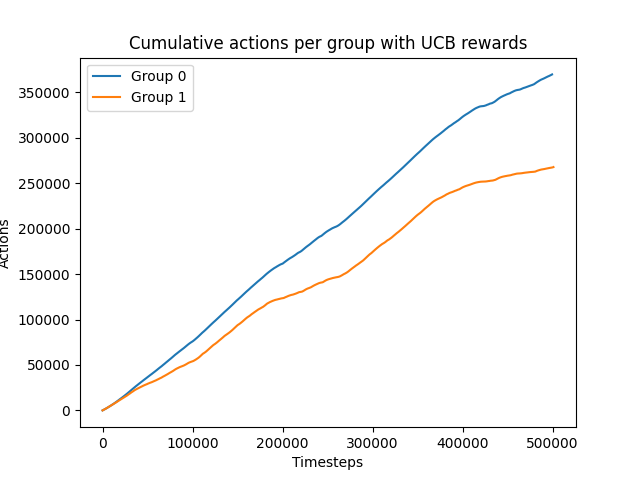 Cumulative actions per group with UCB rewards
Group 0
Group 1
350000
300000
250000
200000
150000
100000
50000
0
Actions
0 100000 200000 300000 400000 500000
Timesteps